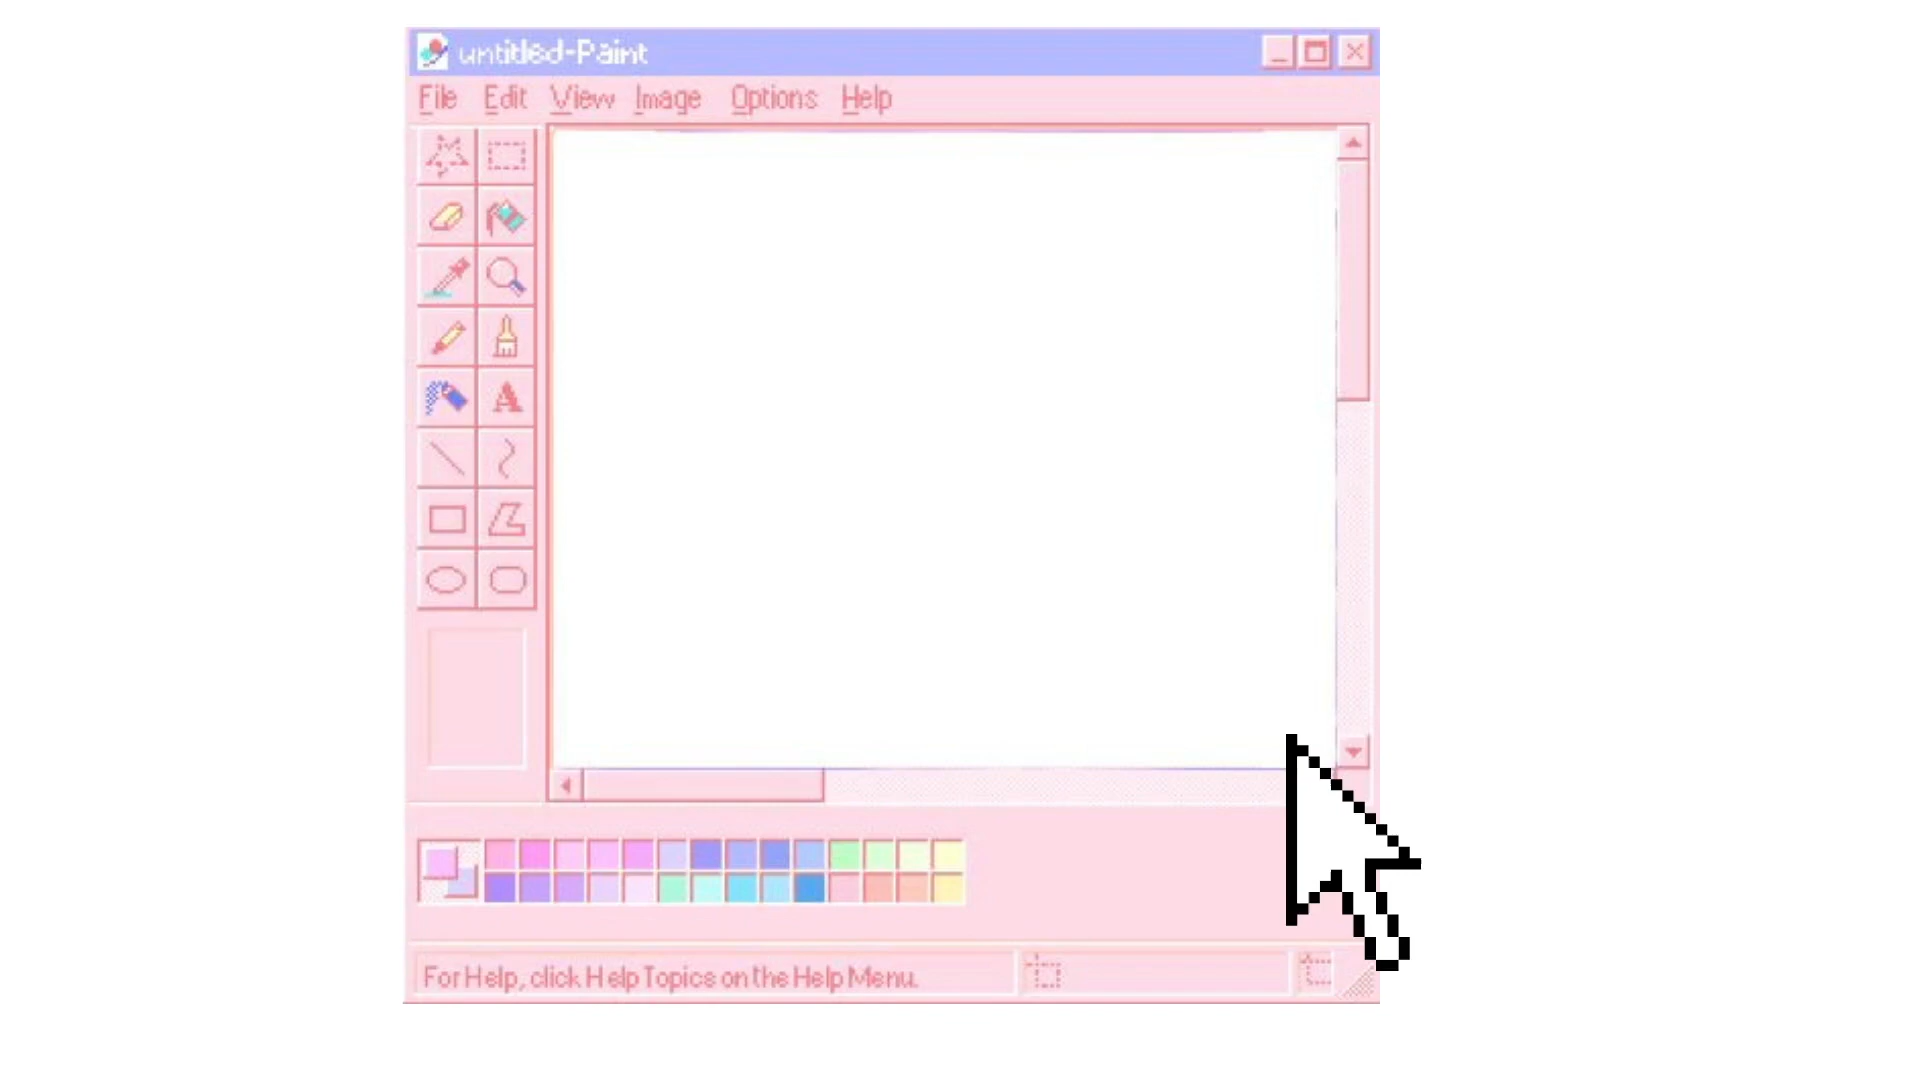 untitled-Paint
File Edit View Image Options Help
A
For Help, click Help Topics on the Help Menu.